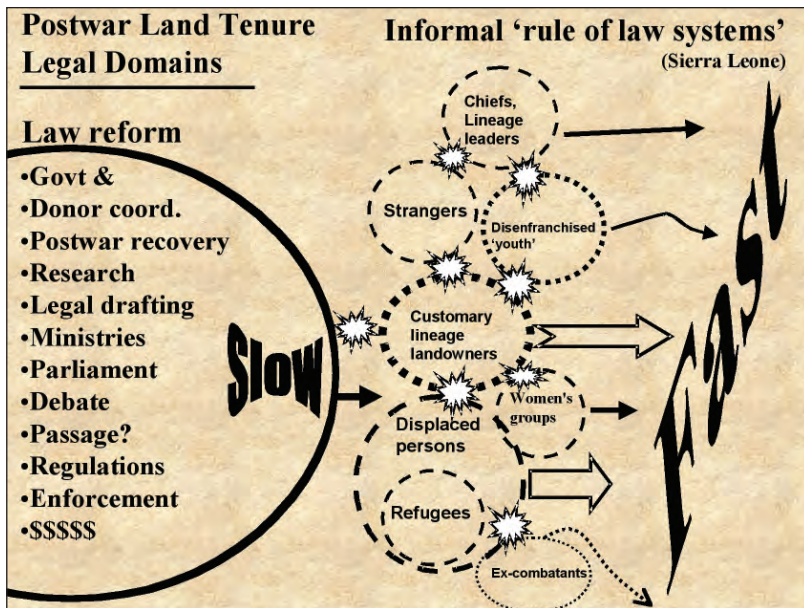 Postwar Land Tenure
Legal Domains
Informal ‘rule of law systems’
(Sierra Leone)
Law reform
•Govt &
•Donor coord.
•Postwar recovery
•Research
•Legal drafting
•Ministries
•Parliament
•Debate
•Passage?
•Regulations
•Enforcement
•$$$$$
Slow
Chiefs,
Lineage
leaders
Strangers
Disenfranchised
‘youth’
Customary
lineage
landowners
Women's
groups
Displaced
persons
Refugees
Ex-combatants
Fast